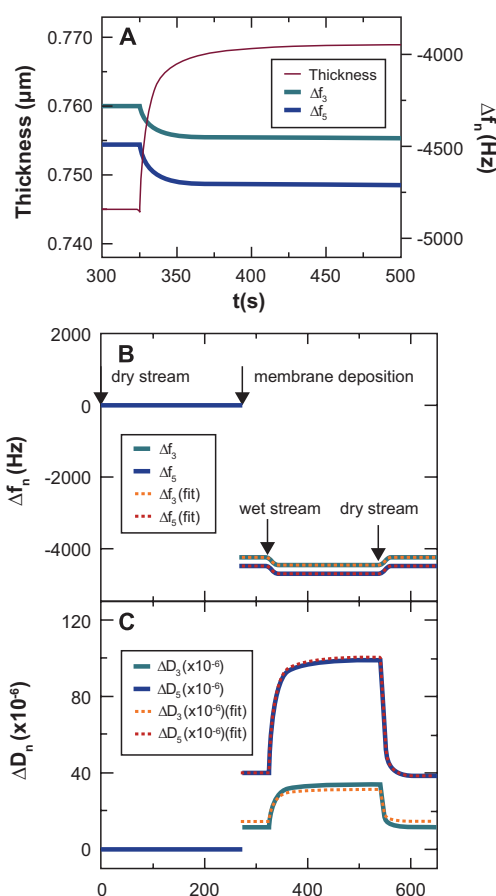 A
0.770
0.760
0.750
0.740
Thickness (µm)
Thickness
Δf3
Δf5
-4000
-4500
-5000
Δfn (Hz)
300 350 400 450 500
t(s)
B
2000
0
-2000
-4000
Δfn (Hz)
dry stream
membrane deposition
Δf3
Δf5
Δf3 (fit)
Δf5 (fit)
wet stream
dry stream
C
120
80
40
0
ΔDn (x10-6)
ΔD3 (x10-6)
ΔD5 (x10-6)
ΔD3 (x10-6)(fit)
ΔD5 (x10-6)(fit)
0 200 400 600